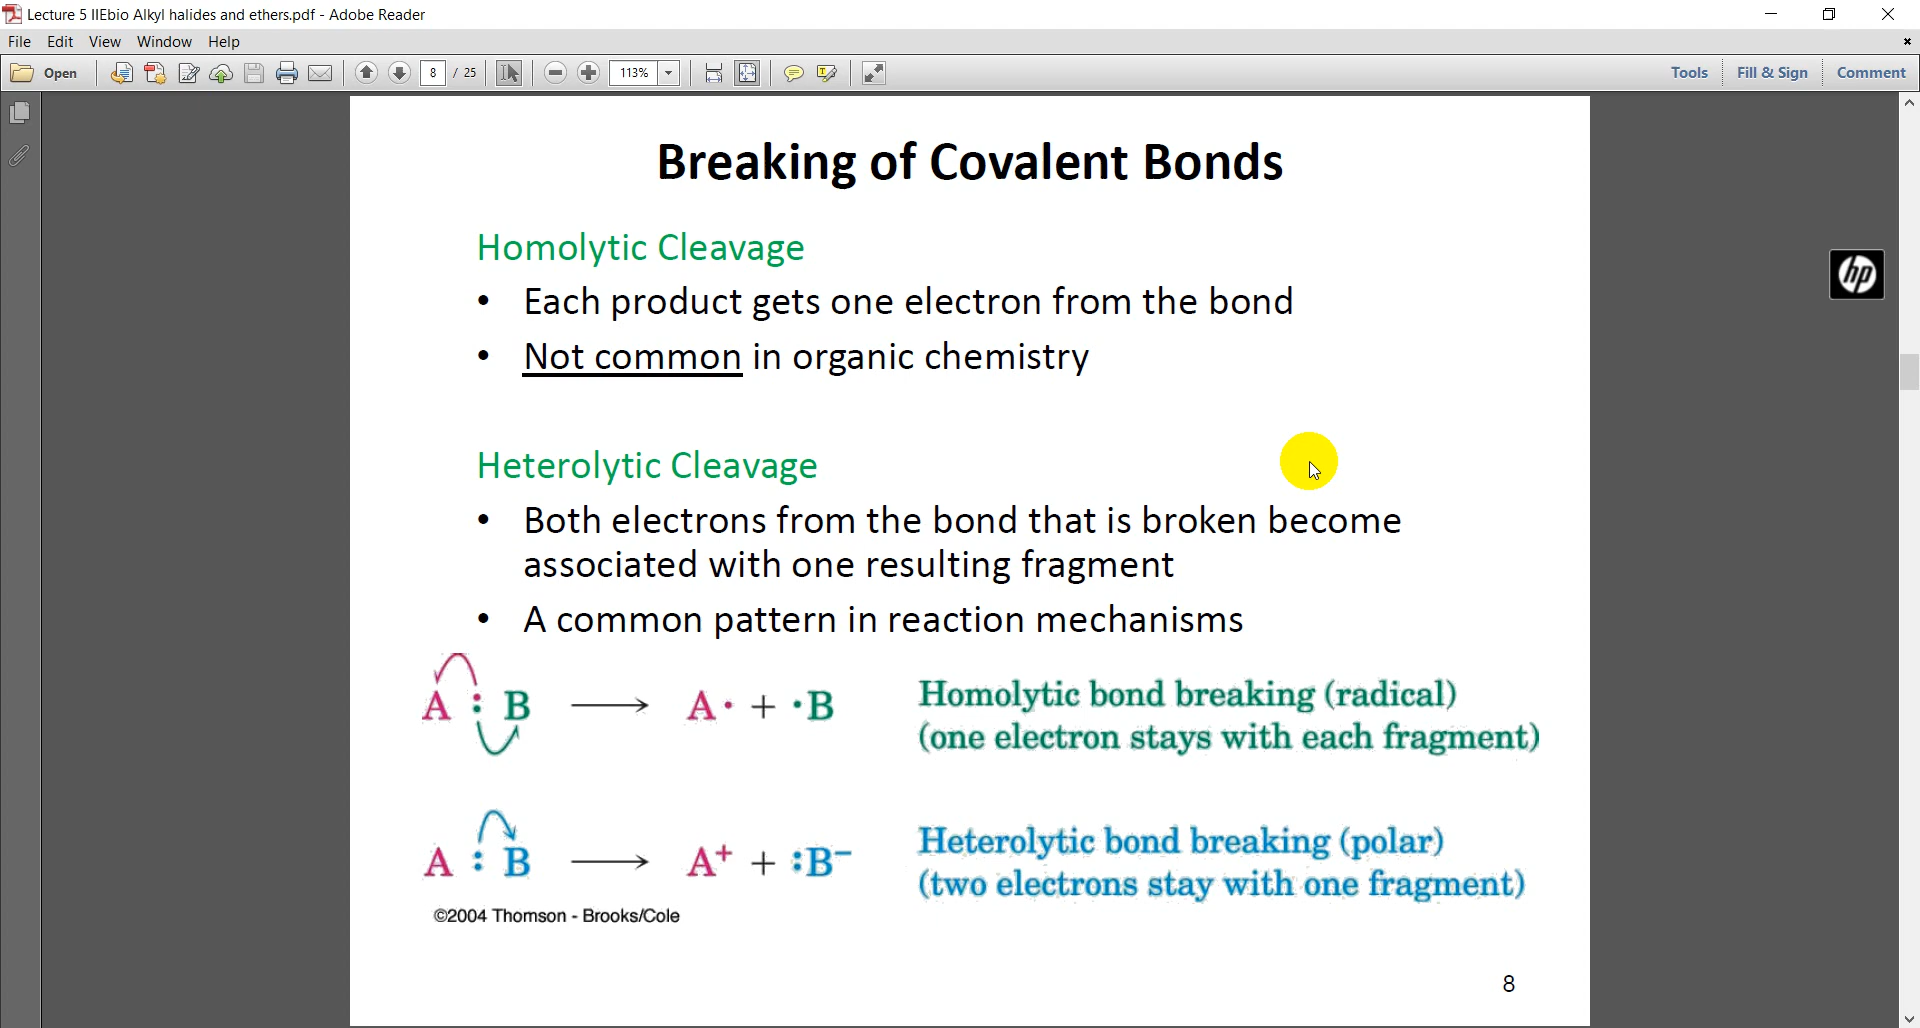 Lecture 5 IIEbio Alkyl halides and ethers.pdf - Adobe Reader
File Edit View Window Help
Open 8 / 25 113% Tools Fill & Sign Comment
Breaking of Covalent Bonds
Homolytic Cleavage
• Each product gets one electron from the bond
• Not common in organic chemistry
hp
Heterolytic Cleavage
• Both electrons from the bond that is broken become
associated with one resulting fragment
• A common pattern in reaction mechanisms
A : B ⟶ A· + ·B
Homolytic bond breaking (radical)
(one electron stays with each fragment)
A : B ⟶ A⁺ + :B⁻
Heterolytic bond breaking (polar)
(two electrons stay with one fragment)
©2004 Thomson - Brooks/Cole
8